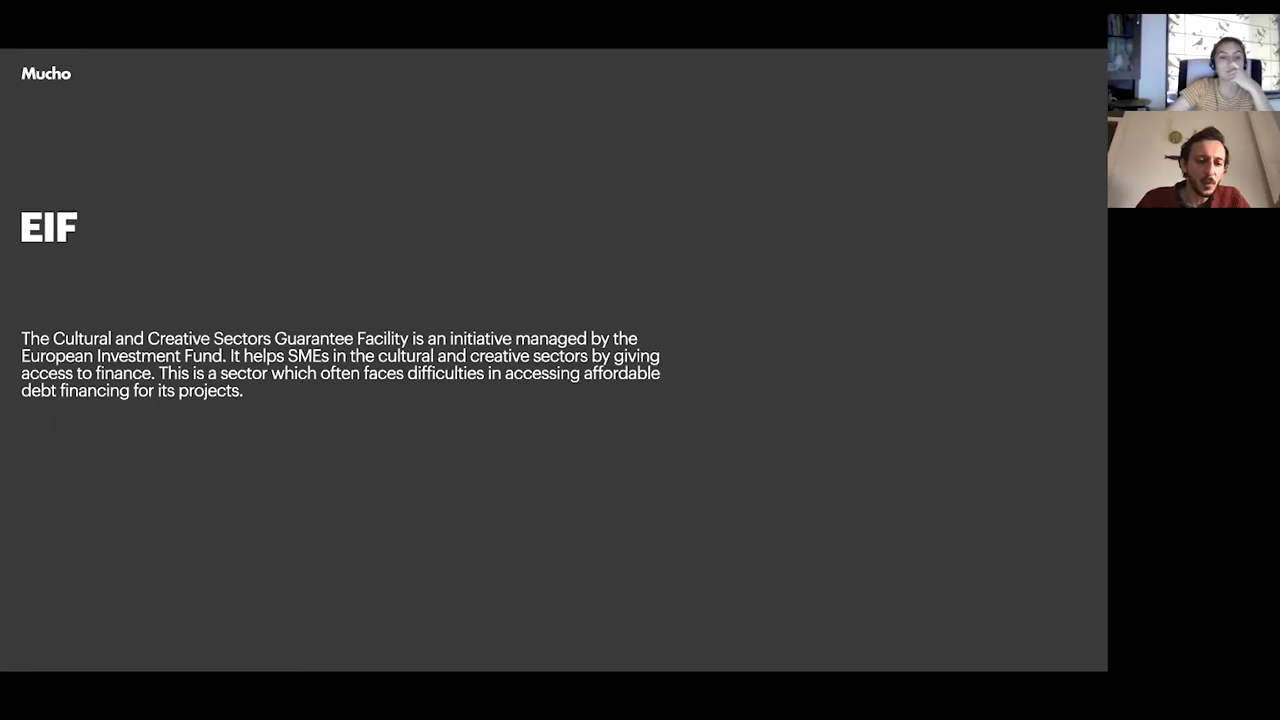 Mucho
EIF
The Cultural and Creative Sectors Guarantee Facility is an initiative managed by the
European Investment Fund. It helps SMEs in the cultural and creative sectors by giving
access to finance. This is a sector which often faces difficulties in accessing affordable
debt financing for its projects.